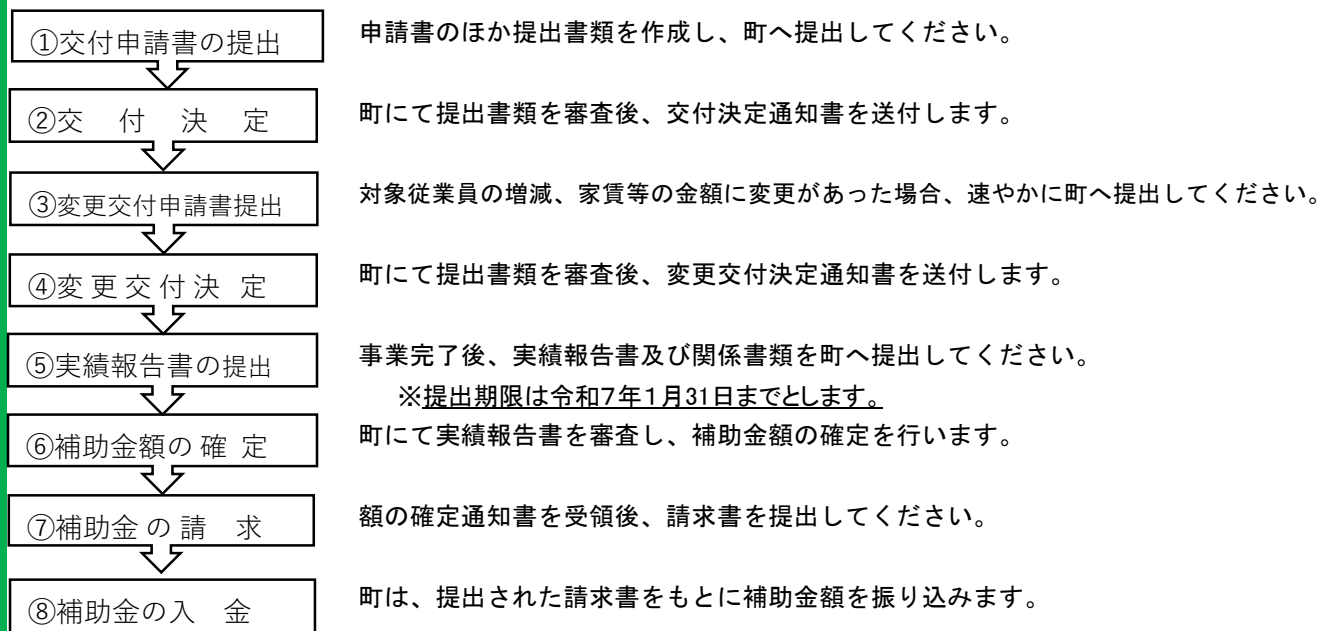 ①交付申請書の提出 申請書のほか提出書類を作成し、町へ提出してください。
②交 付 決 定 町にて提出書類を審査後、交付決定通知書を送付します。
③変更交付申請書提出 対象従業員の増減、家賃等の金額に変更があった場合、速やかに町へ提出してください。
④変 更 交 付 決 定 町にて提出書類を審査後、変更交付決定通知書を送付します。
⑤実績報告書の提出 事業完了後、実績報告書及び関係書類を町へ提出してください。
※提出期限は令和７年１月31日までとします。
⑥補助金額の 確 定 町にて実績報告書を審査し、補助金額の確定を行います。
⑦補助金 の 請 求 額の確定通知書を受領後、請求書を提出してください。
⑧補助金の入 金 町は、提出された請求書をもとに補助金額を振り込みます。